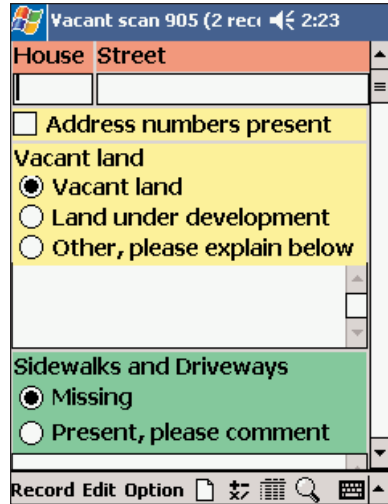 Vacant scan 905 (2 rec 2:23
House Street
Address numbers present
Vacant land
Vacant land
Land under development
Other, please explain below
Sidewalks and Driveways
Missing
Present, please comment
Record Edit Option